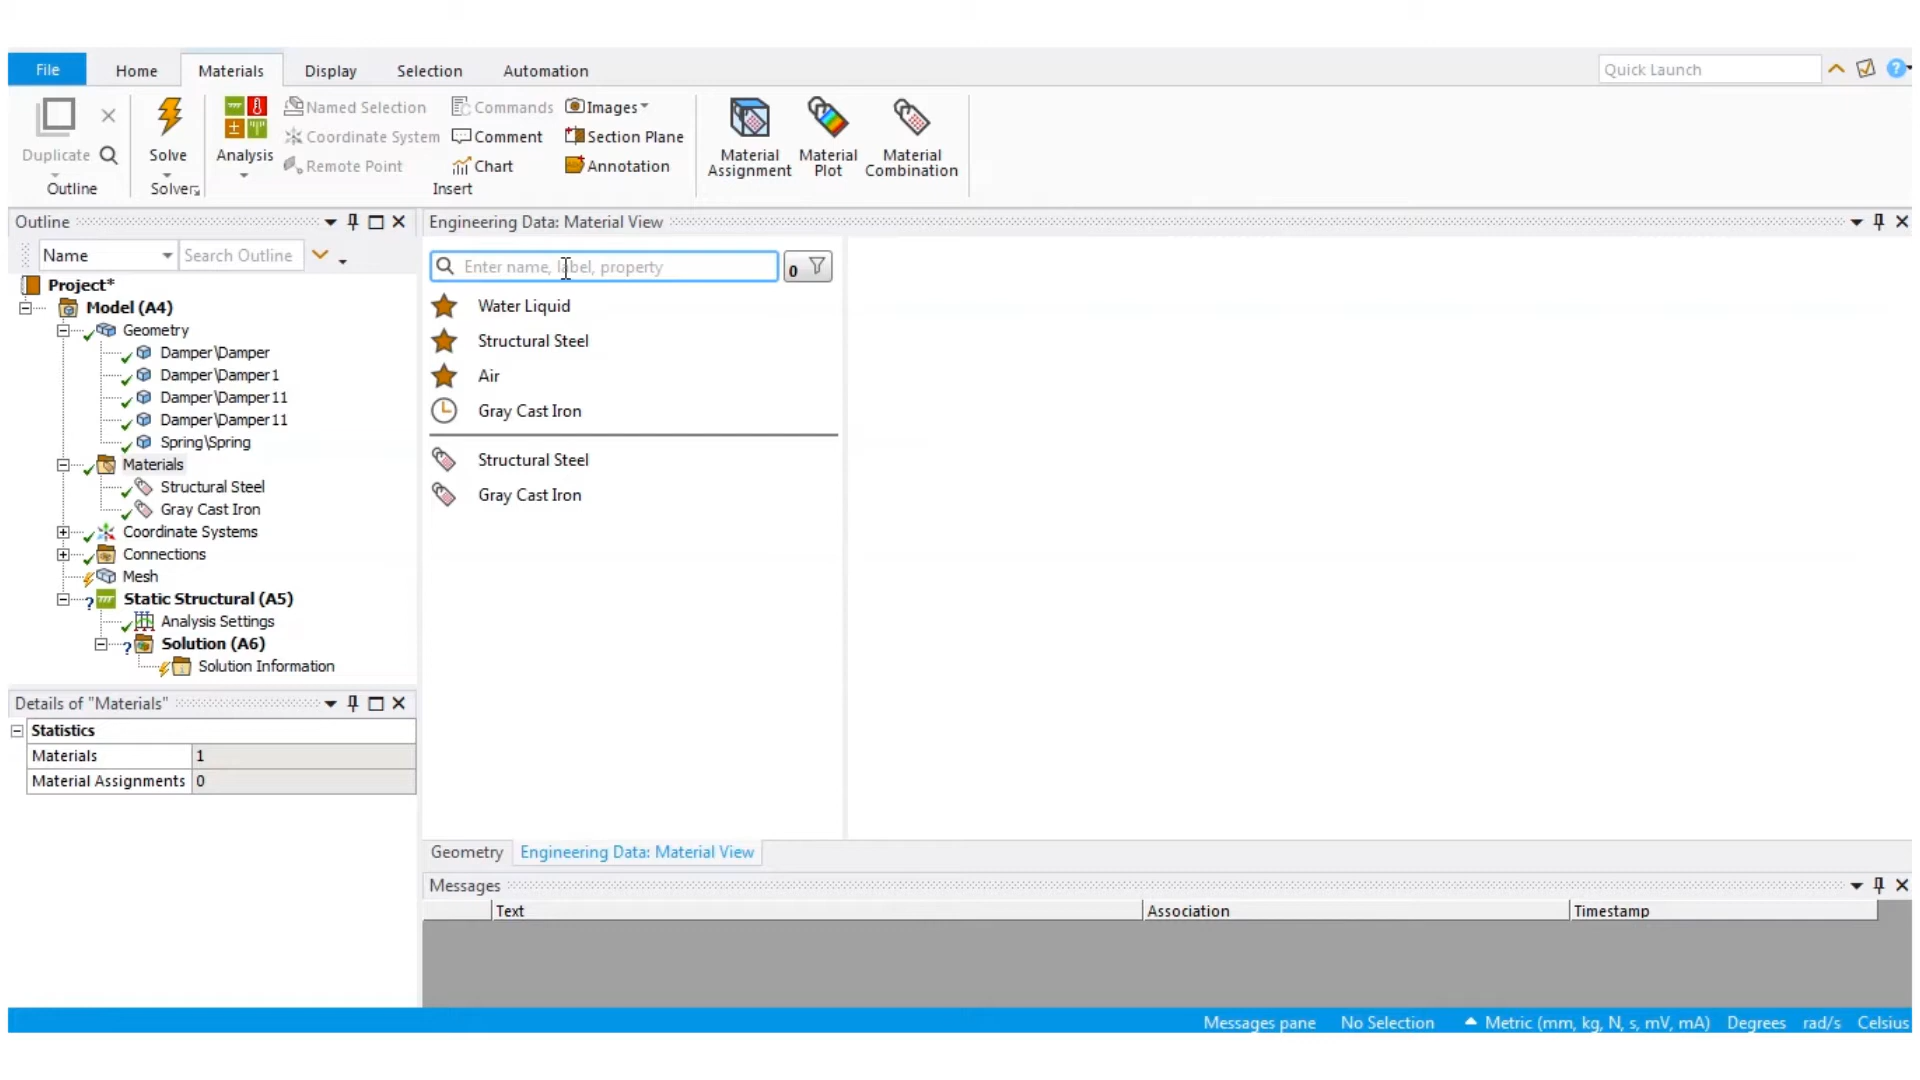 File Home Materials Display Selection Automation Quick Launch
Duplicate
Outline
Solve
Solvers
Analysis
Named Selection Commands Images
Coordinate System Comment Section Plane
Remote Point Chart Annotation
Insert
Material Assignment
Material Plot
Material Combination
Outline
Name Search Outline
Project*
Model (A4)
Geometry
Damper\Damper
Damper\Damper1
Damper\Damper11
Damper\Damper11
Spring\Spring
Materials
Structural Steel
Gray Cast Iron
Coordinate Systems
Connections
Mesh
Static Structural (A5)
Analysis Settings
Solution (A6)
Solution Information
Details of "Materials"
Statistics
Materials 1
Material Assignments 0
Engineering Data: Material View
Enter name, label, property 0
Water Liquid
Structural Steel
Air
Gray Cast Iron
Structural Steel
Gray Cast Iron
Geometry Engineering Data: Material View
Messages
Text Association Timestamp
Messages pane No Selection Metric (mm, kg, N, s, mV, mA) Degrees rad/s Celsius